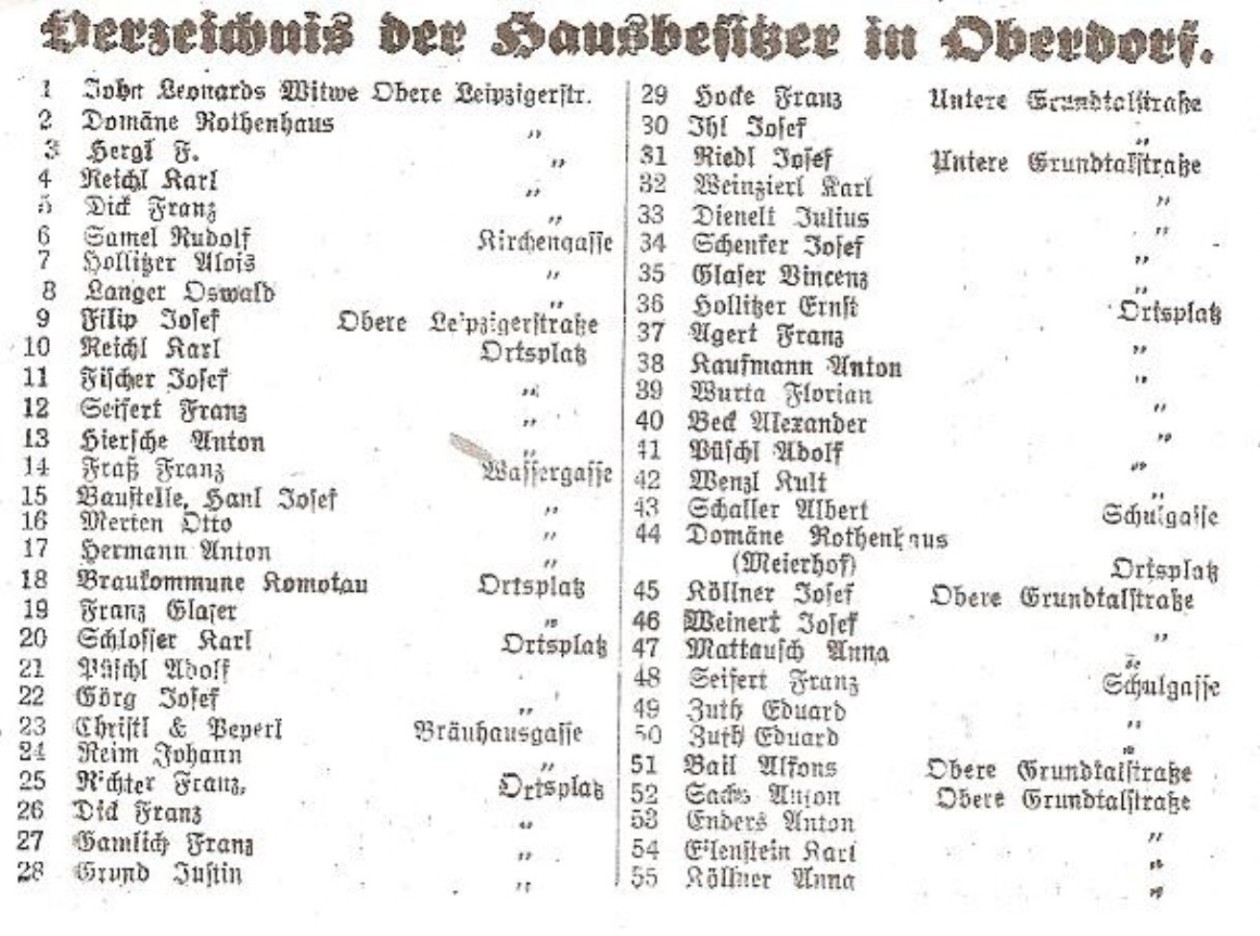 Verzeichnis der Hausbesitzer in Oberdorf.
1 John Leonards Witwe Obere Leipzigerstr.
2 Domäne Rothenhaus „
3 Hergl F. „
4 Reichl Karl „
5 Dick Franz „
6 Samel Rudolf Kirchengasse
7 Hollitzer Alois „
8 Langer Oswald „
9 Filip Josef Obere Leipzigerstraße
10 Reichl Karl Ortsplatz
11 Fischer Josef „
12 Seifert Franz „
13 Hiersche Anton „
14 Fraß Franz Wassergasse
15 Baustelle, Hanl Josef „
16 Merten Otto „
17 Hermann Anton „
18 Braukommune Komotau Ortsplatz
19 Franz Glaser „
20 Schlosser Karl Ortsplatz
21 Püschl Adolf „
22 Görg Josef „
23 Christl & Peperl Bräuhausgasse
24 Reim Johann „
25 Richter Franz, Ortsplatz
26 Dick Franz „
27 Gamlich Franz „
28 Grund Justin „
29 Hocke Franz Untere Grundtalstraße
30 Ihl Josef „
31 Riedl Josef Untere Grundtalstraße
32 Weinzierl Karl „
33 Dienelt Julius „
34 Schenker Josef „
35 Glaser Vincenz „
36 Hollitzer Ernst Ortsplatz
37 Agert Franz „
38 Kaufmann Anton „
39 Wurta Florian „
40 Beck Alexander „
41 Püschl Adolf „
42 Wenzl Kult „
43 Schaller Albert Schulgasse
44 Domäne Rothenhaus
(Meierhof) Ortsplatz
45 Köllner Josef Obere Grundtalstraße
46 Weinert Josef „
47 Mattausch Anna „
48 Seifert Franz Schulgasse
49 Zuth Eduard „
50 Zuth Eduard „
51 Bail Alfons Obere Grundtalstraße
52 Sachs Anton Obere Grundtalstraße
53 Enders Anton „
54 Eilenstein Karl „
55 Köllner Anna „